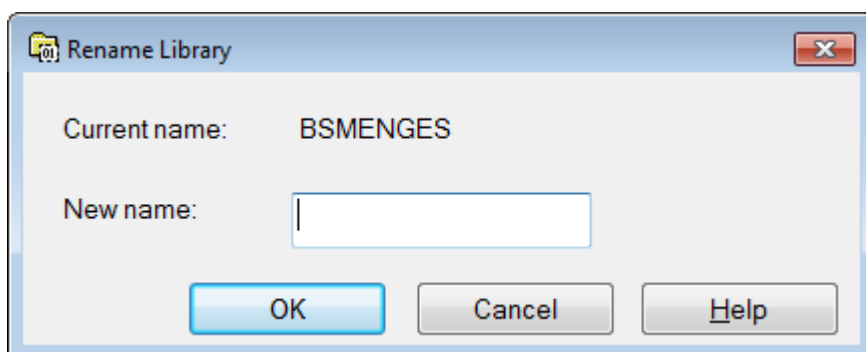 Rename Library
Current name: BSMENGES
New name:
OK Cancel Help